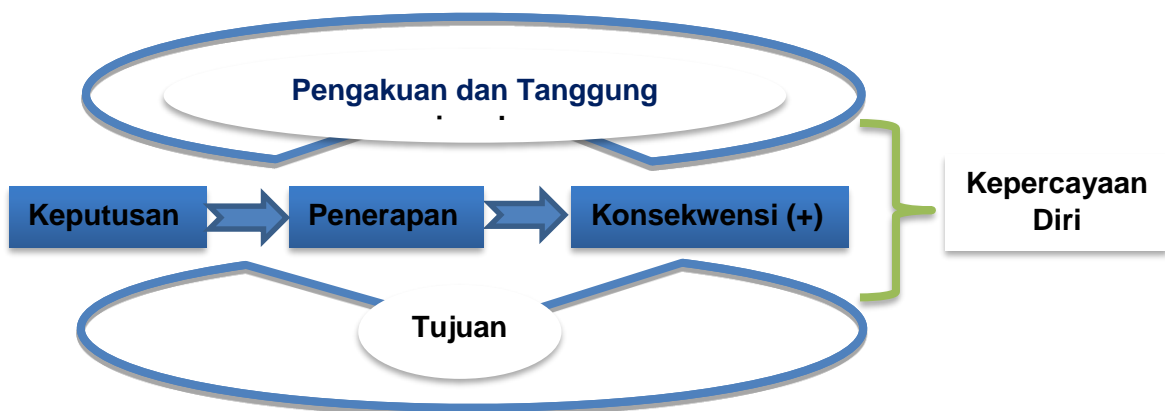 Pengakuan dan Tanggung
Keputusan
Penerapan
Konsekwensi (+)
Kepercayaan
Diri
Tujuan